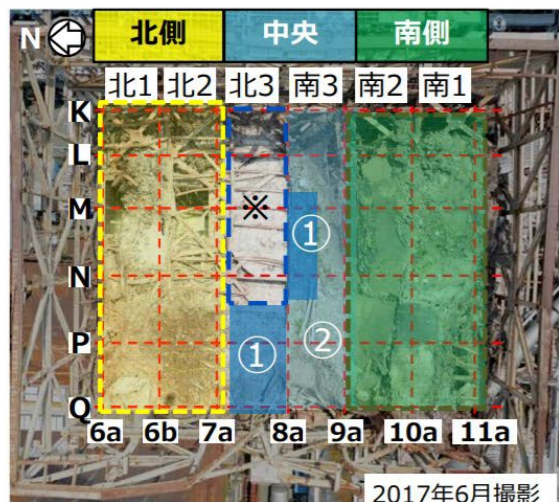 N 北側 中央 南側
北1 北2 北3 南3 南2 南1
K
L
M ※
①
N
P ① ②
Q
6a 6b 7a 8a 9a 10a 11a
2017年6月撮影